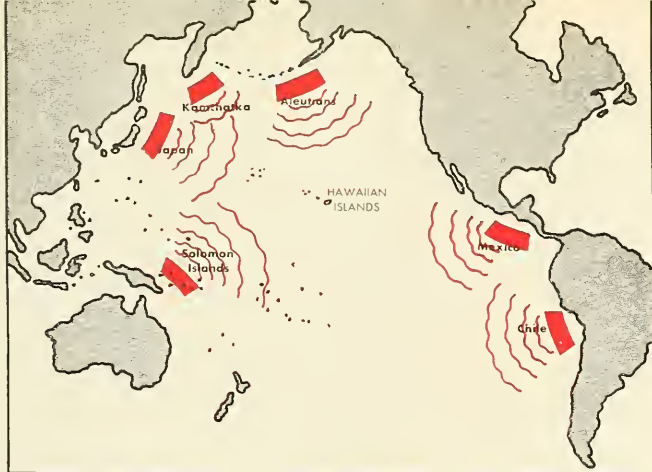 Kamchatka
Aleutians
Japan
HAWAIIAN
ISLANDS
Solomon
Islands
Mexico
Chile